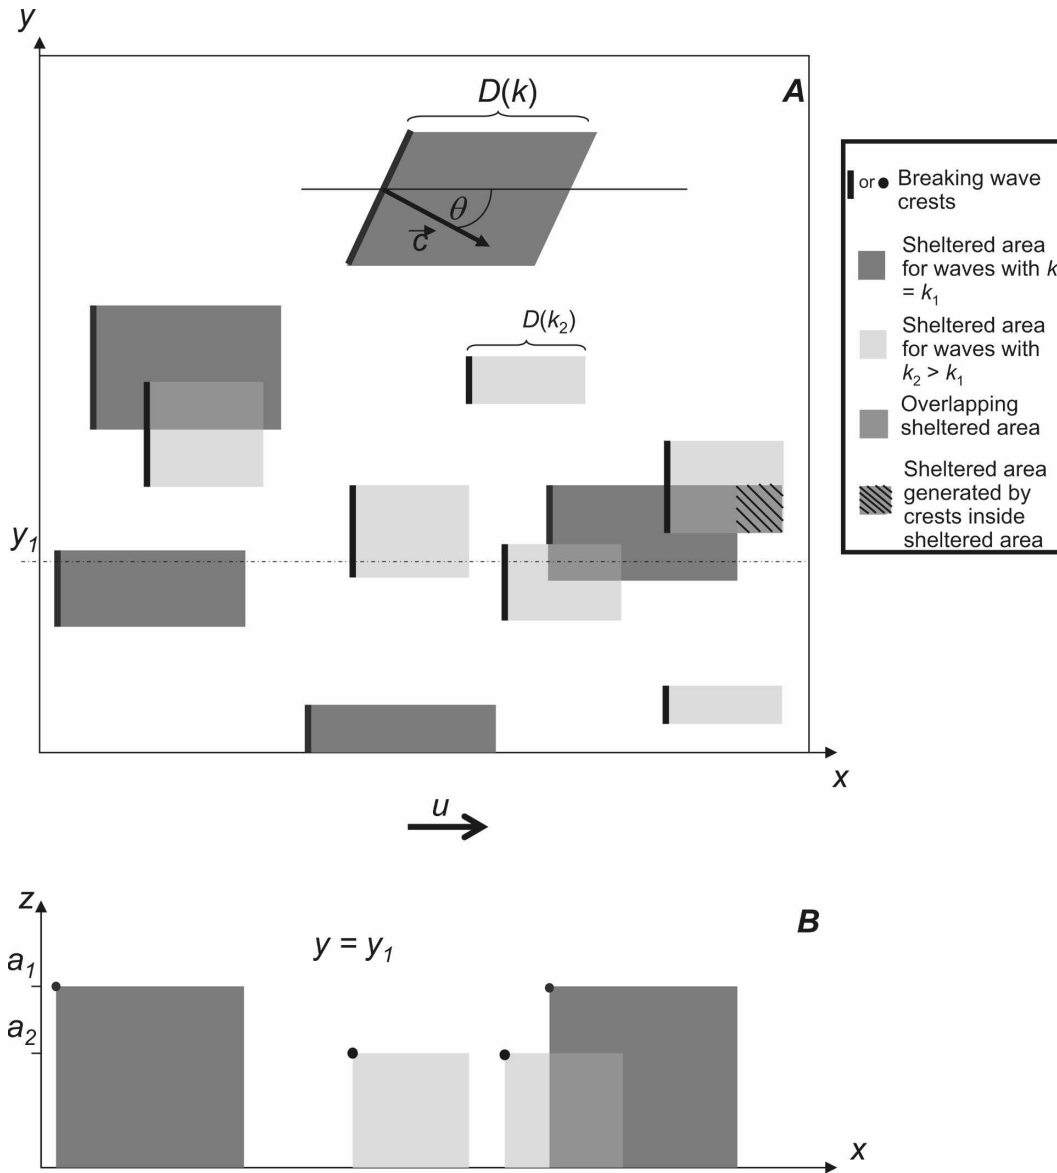 y
A
D(k)
θ
c
D(k₂)
y₁
x
u
or Breaking wave
crests
Sheltered area
for waves with k
= k₁
Sheltered area
for waves with
k₂ > k₁
Overlapping
sheltered area
Sheltered area
generated by
crests inside
sheltered area
z
B
y = y₁
a₁
a₂
x